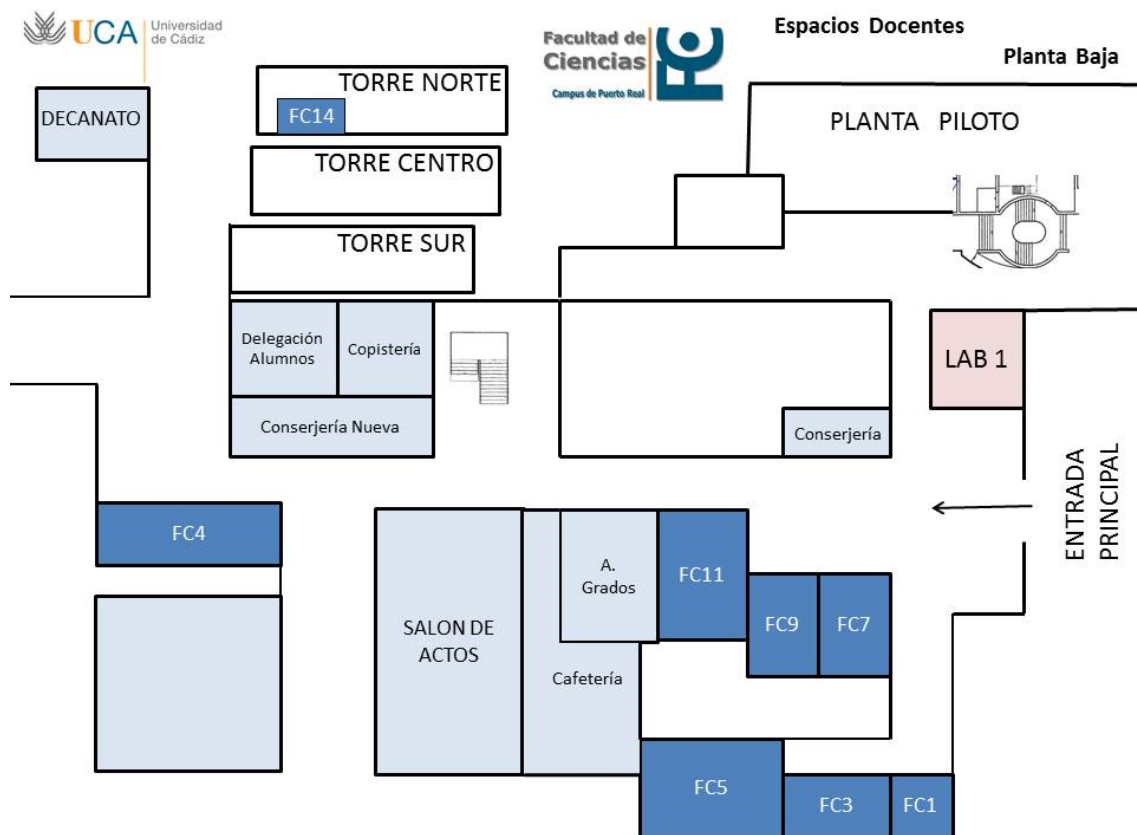 UCA
Universidad
de Cádiz
Facultad de
Ciencias
Campus de Puerto Real
FC
Espacios Docentes
Planta Baja
DECANATO
TORRE NORTE
FC14
TORRE CENTRO
TORRE SUR
PLANTA PILOTO
Delegación
Alumnos
Copistería
Conserjería Nueva
Conserjería
LAB 1
ENTRADA
PRINCIPAL
FC4
SALON DE
ACTOS
A.
Grados
Cafetería
FC11
FC9
FC7
FC5
FC3
FC1